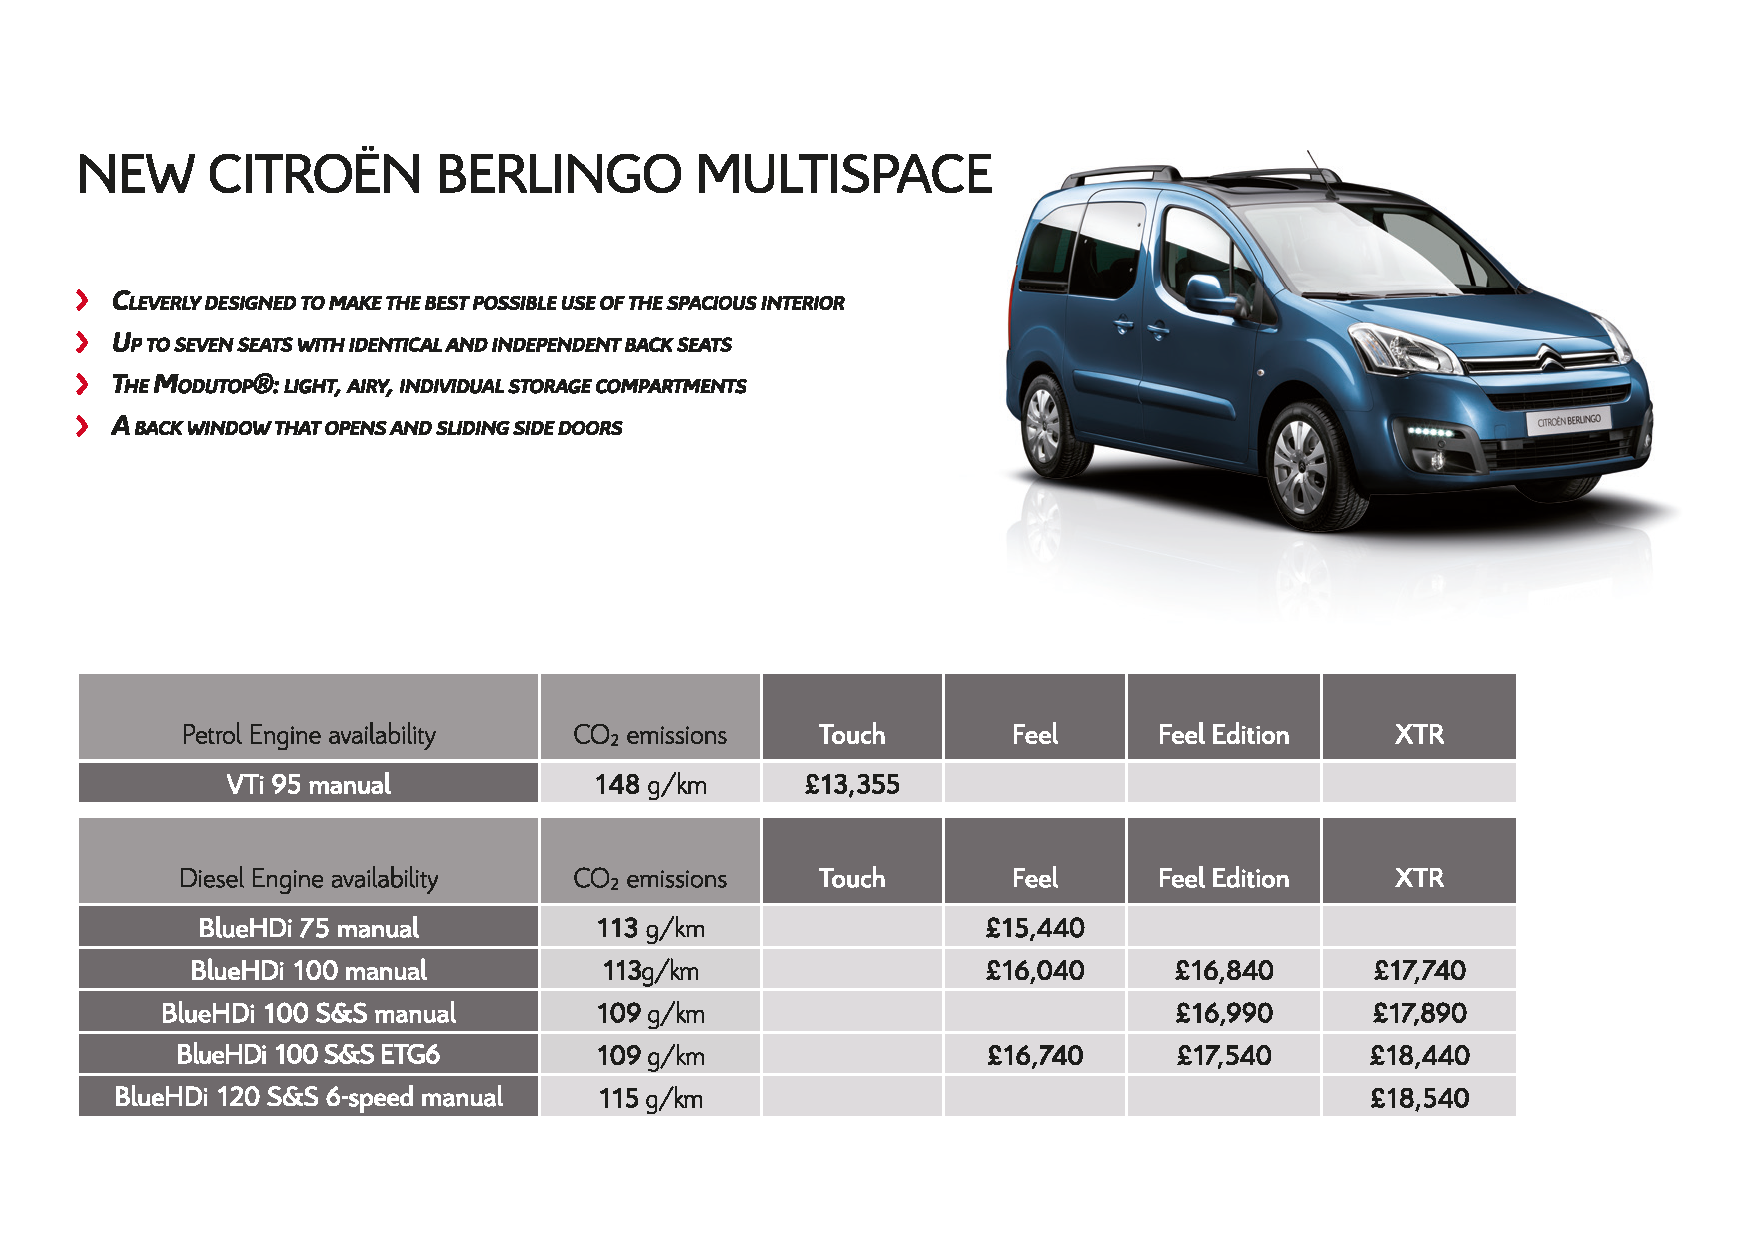 NEW CITROËN BERLINGO MULTISPACE
CLEVERLY DESIGNED TO MAKE THE BEST POSSIBLE USE OF THE SPACIOUS INTERIOR
UP TO SEVEN SEATS WITH IDENTICAL AND INDEPENDENT BACK SEATS
THE MODUTOP®: LIGHT, AIRY, INDIVIDUAL STORAGE COMPARTMENTS
A BACK WINDOW THAT OPENS AND SLIDING SIDE DOORS
CITROËN BERLINGO
Petrol Engine availability CO₂ emissions Touch Feel Feel Edition XTR
VTi 95 manual 148 g/km £13,355
Diesel Engine availability CO₂ emissions Touch Feel Feel Edition XTR
BlueHDi 75 manual 113 g/km £15,440
BlueHDi 100 manual 113g/km £16,040 £16,840 £17,740
BlueHDi 100 S&S manual 109 g/km £16,990 £17,890
BlueHDi 100 S&S ETG6 109 g/km £16,740 £17,540 £18,440
BlueHDi 120 S&S 6-speed manual 115 g/km £18,540